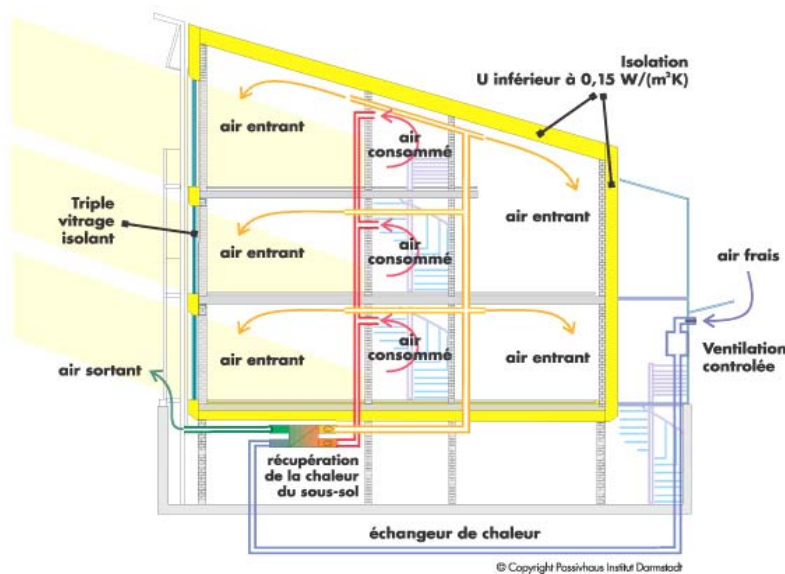 Isolation
U inférieur à 0,15 W/(m²K)
air entrant
air
consommé
Triple
vitrage
isolant
air entrant
air entrant
air
consommé
air frais
air entrant
air
consommé
air entrant
Ventilation
controlée
air sortant
récupération
de la chaleur
du sous-sol
échangeur de chaleur
© Copyright Passivhaus Institut Darmstadt